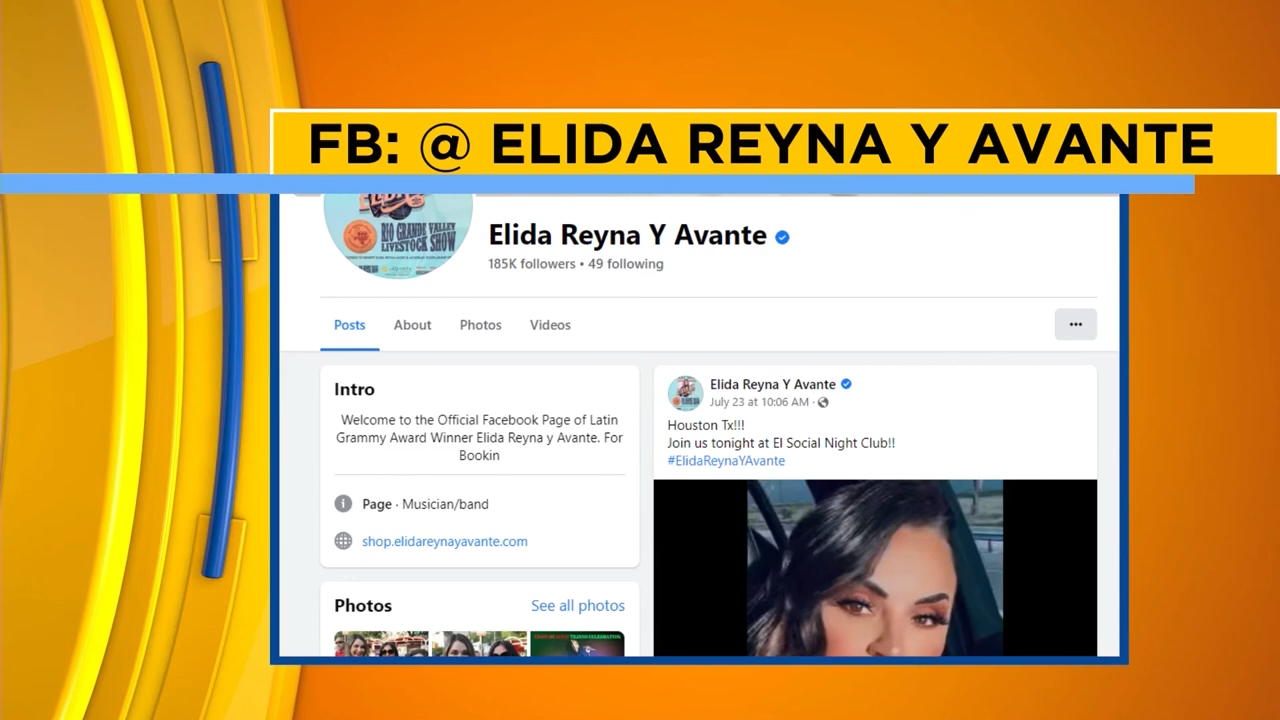 FB: @ ELIDA REYNA Y AVANTE
RIO GRANDE VALLEY
LIVESTOCK SHOW
Elida Reyna Y Avante
185K followers • 49 following
Posts
About
Photos
Videos
Intro
Welcome to the Official Facebook Page of Latin
Grammy Award Winner Elida Reyna y Avante. For
Bookin
Page · Musician/band
shop.elidareynayavante.com
Photos
See all photos
Elida Reyna Y Avante
July 23 at 10:06 AM ·
Houston Tx!!!
Join us tonight at El Social Night Club!!
#ElidaReynaYAvante